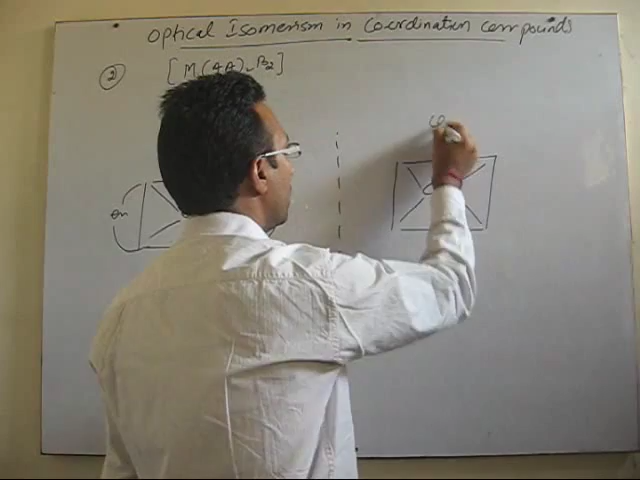 Optical Isomerism in Coordination compounds
② [M(AA)₂B₂]
en